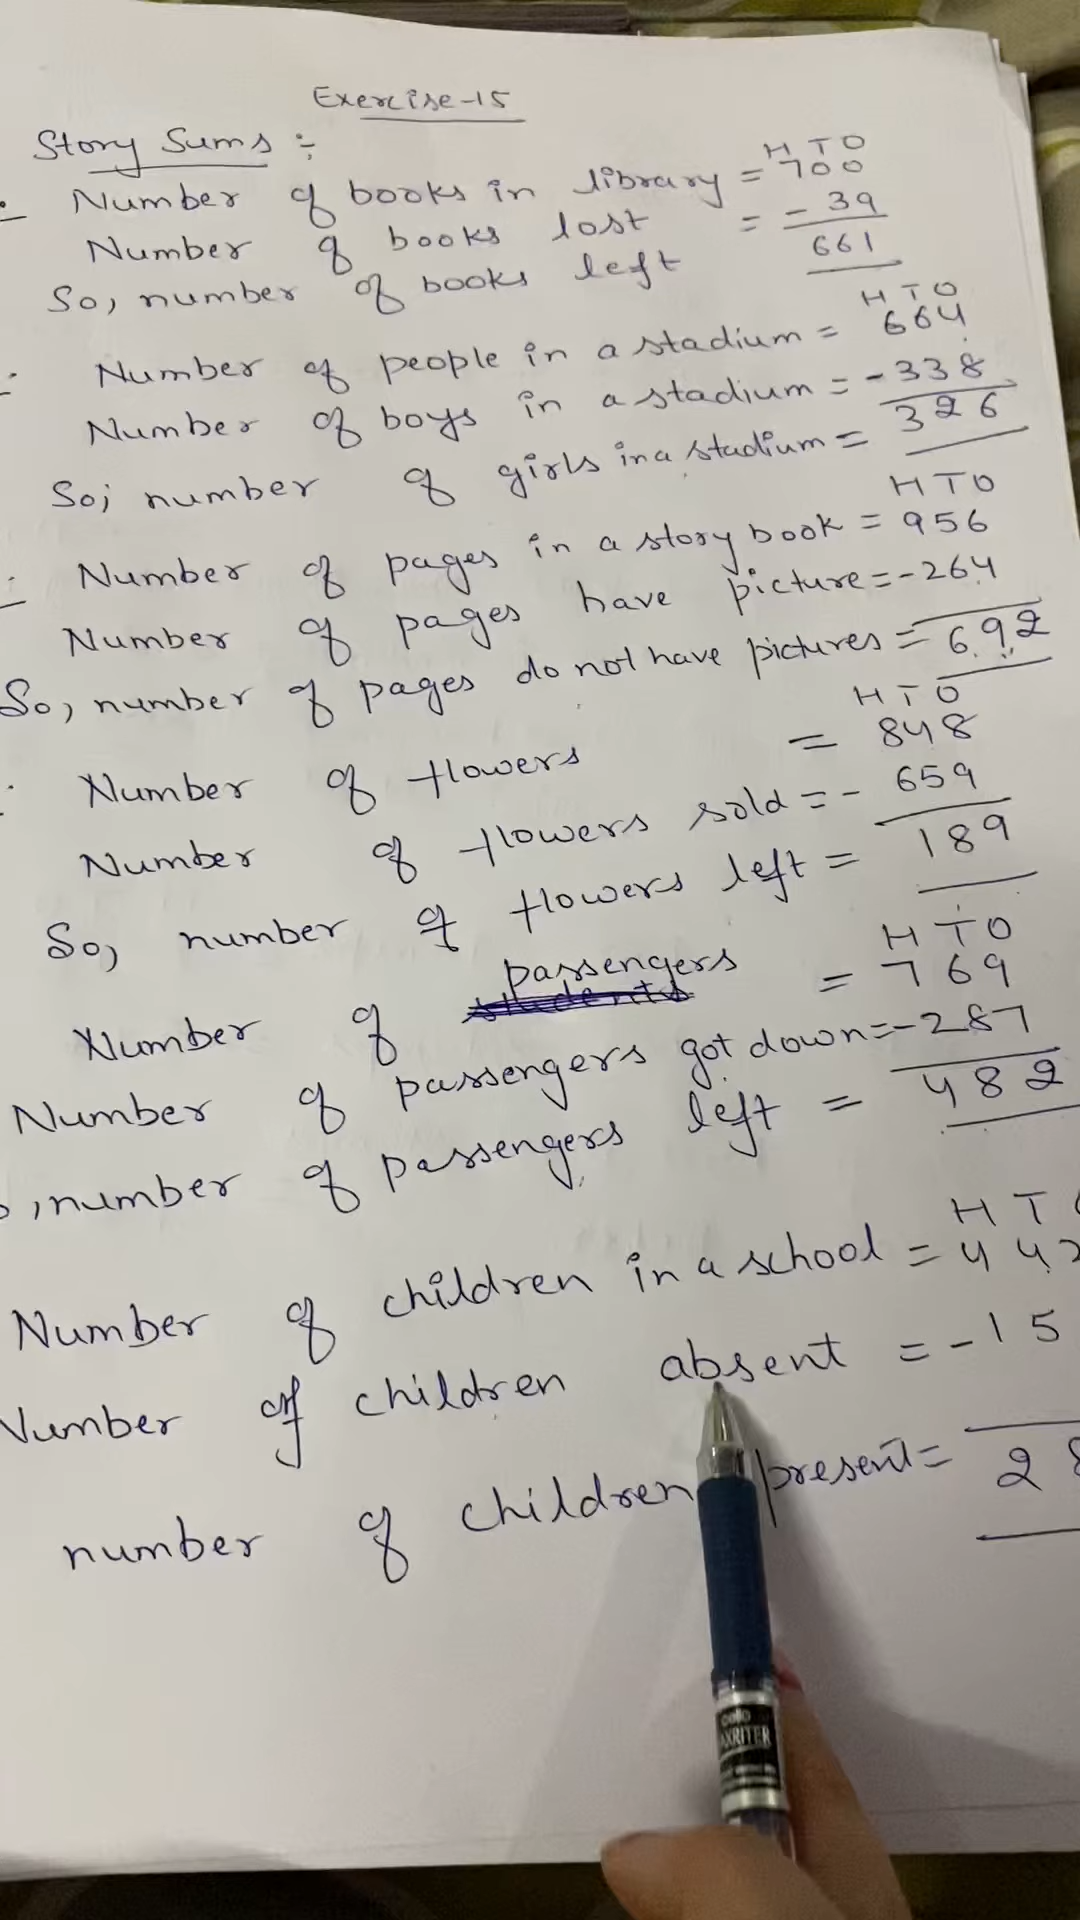 Exercise-15
Story Sums :-
H T O
Number of books in library = 700
Number of books lost = - 39
So, number of books left 661
H T O
Number of people in a stadium = 664
Number of boys in a stadium = - 338
So; number of girls in a stadium = 326
H T O
Number of pages in a story book = 956
Number of pages have picture = - 264
So, number of pages do not have pictures = 692
H T O
Number of flowers = 848
Number of flowers sold = - 659
So, number of flowers left = 189
H T O
passengers
Number of students = 769
Number of passengers got down = - 287
, number of passengers left = 482
H T
Number of children in a school = 442
Number of children absent = - 15
number of children present = 28
cello
MAXRITER